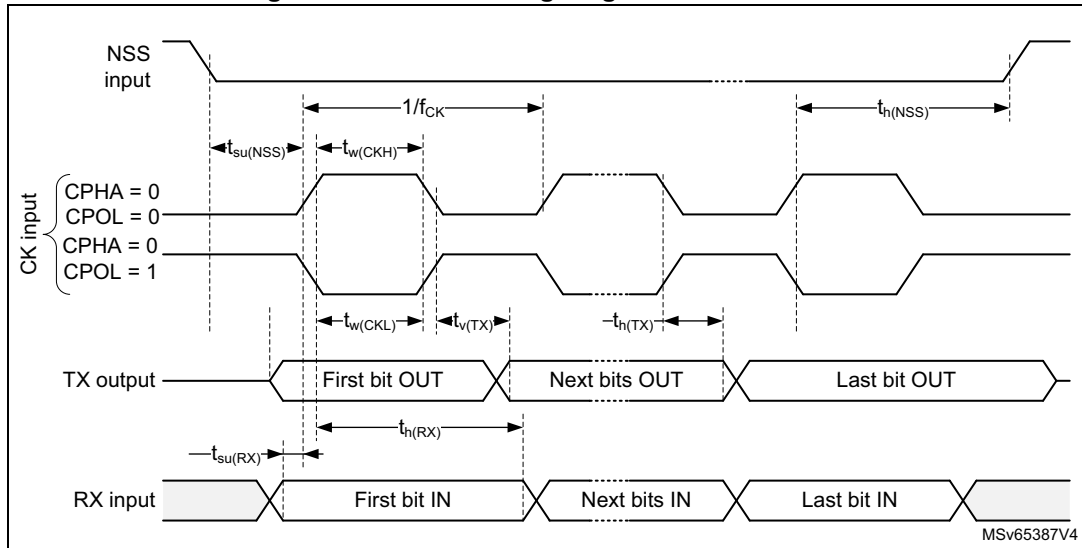 NSS
input
1/fCK
th(NSS)
tsu(NSS)
tw(CKH)
CK input
CPHA = 0
CPOL = 0
CPHA = 0
CPOL = 1
tw(CKL)
tv(TX)
th(TX)
TX output
First bit OUT
Next bits OUT
Last bit OUT
th(RX)
tsu(RX)
RX input
First bit IN
Next bits IN
Last bit IN
MSv65387V4